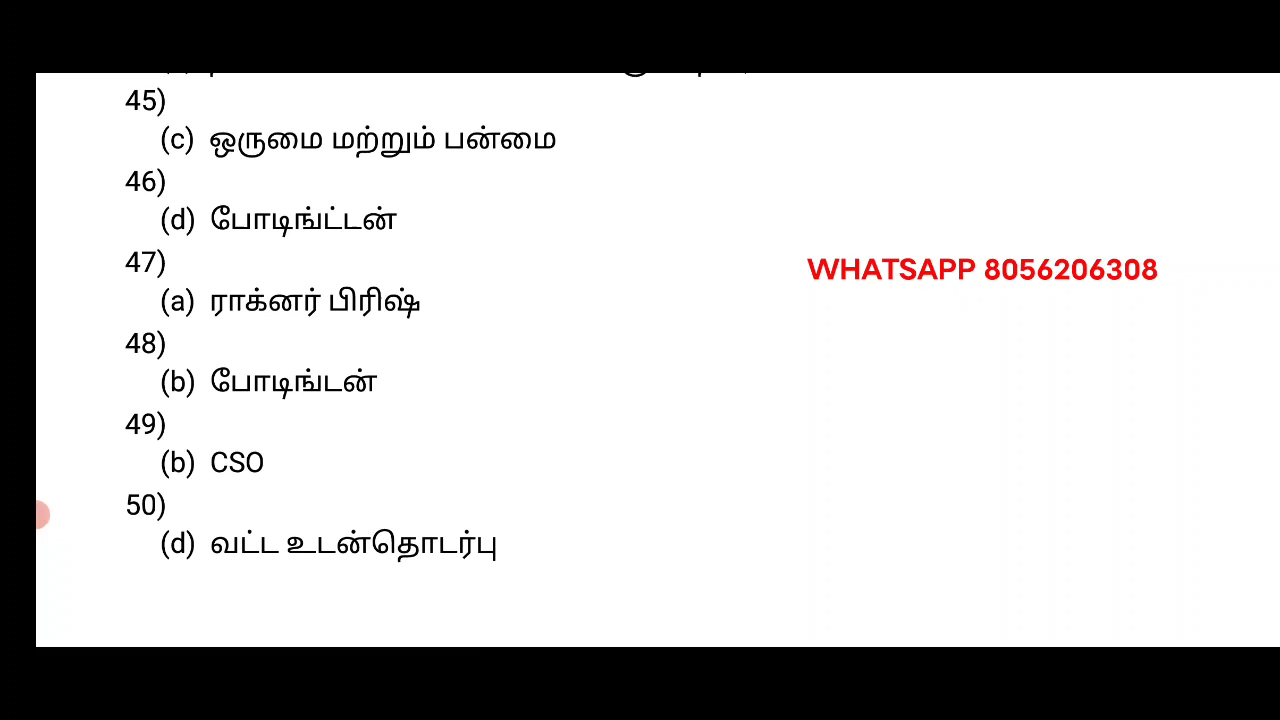 45)
(c) ஒருமை மற்றும் பன்மை
46)
(d) போடிங்ட்டன்
47)
WHATSAPP 8056206308
(a) ராக்னர் பிரிஷ்
48)
(b) போடிங்டன்
49)
(b) CSO
50)
(d) வட்ட உடன்தொடர்பு